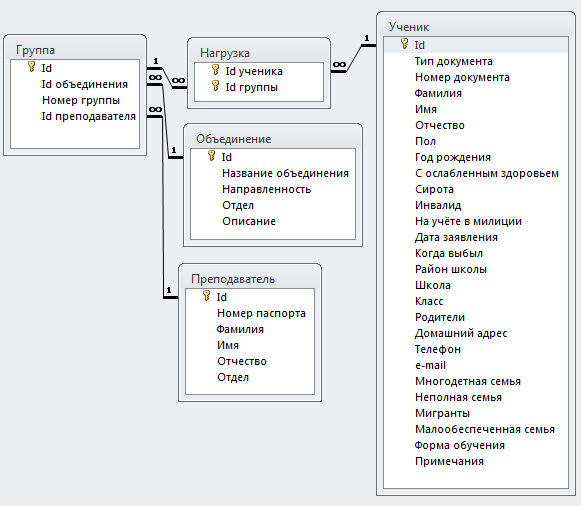 Группа
Id
Id объединения
Номер группы
Id преподавателя
1
∞
∞
∞
Нагрузка
Id ученика
Id группы
∞
1
Объединение
1
Id
Название объединения
Направленность
Отдел
Описание
Преподаватель
1
Id
Номер паспорта
Фамилия
Имя
Отчество
Отдел
Ученик
Id
Тип документа
Номер документа
Фамилия
Имя
Отчество
Пол
Год рождения
С ослабленным здоровьем
Сирота
Инвалид
На учёте в милиции
Дата заявления
Когда выбыл
Район школы
Школа
Класс
Родители
Домашний адрес
Телефон
e-mail
Многодетная семья
Неполная семья
Мигранты
Малообеспеченная семья
Форма обучения
Примечания